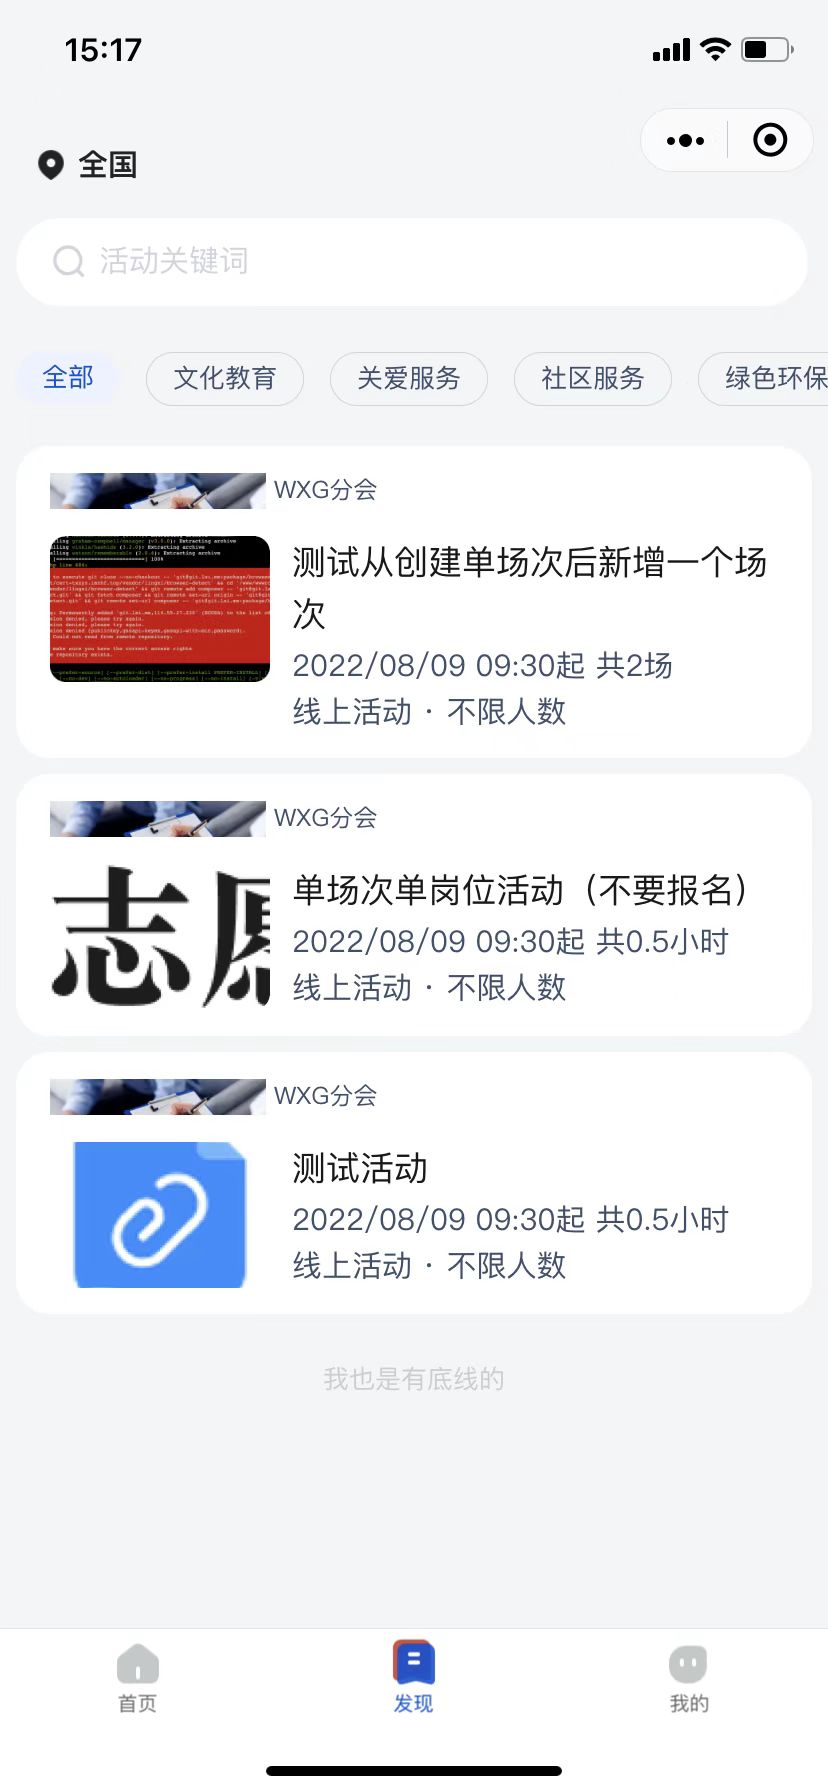 15:17
全国
活动关键词
全部 文化教育 关爱服务 社区服务 绿色环保
WXG分会
测试从创建单场次后新增一个场
次
2022/08/09 09:30起 共2场
线上活动 · 不限人数
WXG分会
志愿
单场次单岗位活动（不要报名）
2022/08/09 09:30起 共0.5小时
线上活动 · 不限人数
WXG分会
测试活动
2022/08/09 09:30起 共0.5小时
线上活动 · 不限人数
我也是有底线的
首页 发现 我的